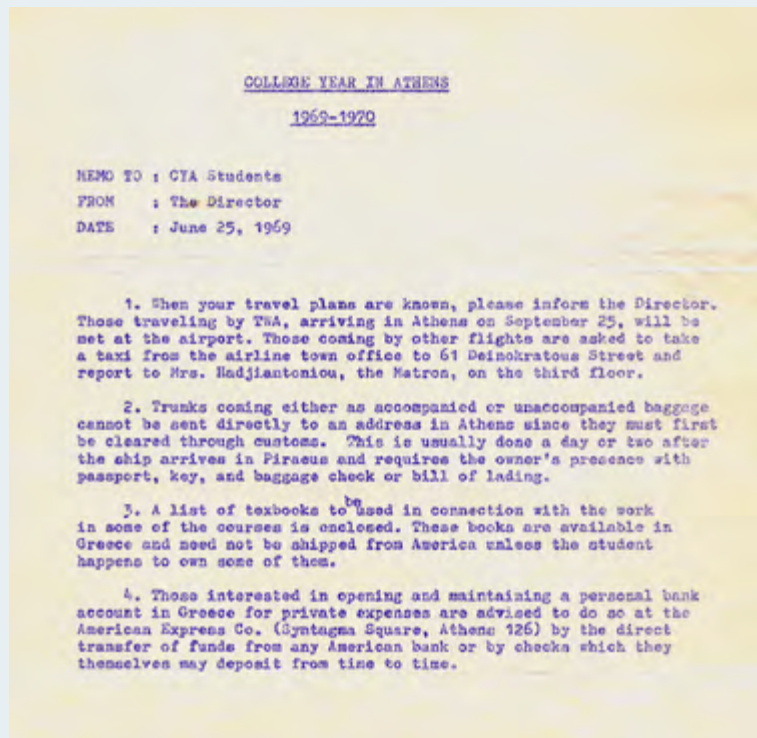 COLLEGE YEAR IN ATHENS
1969-1970
MEMO TO : CYA Students
FROM : The Director
DATE : June 25, 1969
1. When your travel plans are known, please inform the Director.
Those traveling by TWA, arriving in Athens on September 25, will be
met at the airport. Those coming by other flights are asked to take
a taxi from the airline town office to 61 Deinokratous Street and
report to Mrs. Hadjiantoniou, the Matron, on the third floor.
2. Trunks coming either as accompanied or unaccompanied baggage
cannot be sent directly to an address in Athens since they must first
be cleared through customs. This is usually done a day or two after
the ship arrives in Piraeus and requires the owner's presence with
passport, key, and baggage check or bill of lading.
3. A list of texbooks to be used in connection with the work
in some of the courses is enclosed. These books are available in
Greece and need not be shipped from America unless the student
happens to own some of them.
4. Those interested in opening and maintaining a personal bank
account in Greece for private expenses are advised to do so at the
American Express Co. (Syntagma Square, Athens 126) by the direct
transfer of funds from any American bank or by checks which they
themselves may deposit from time to time.